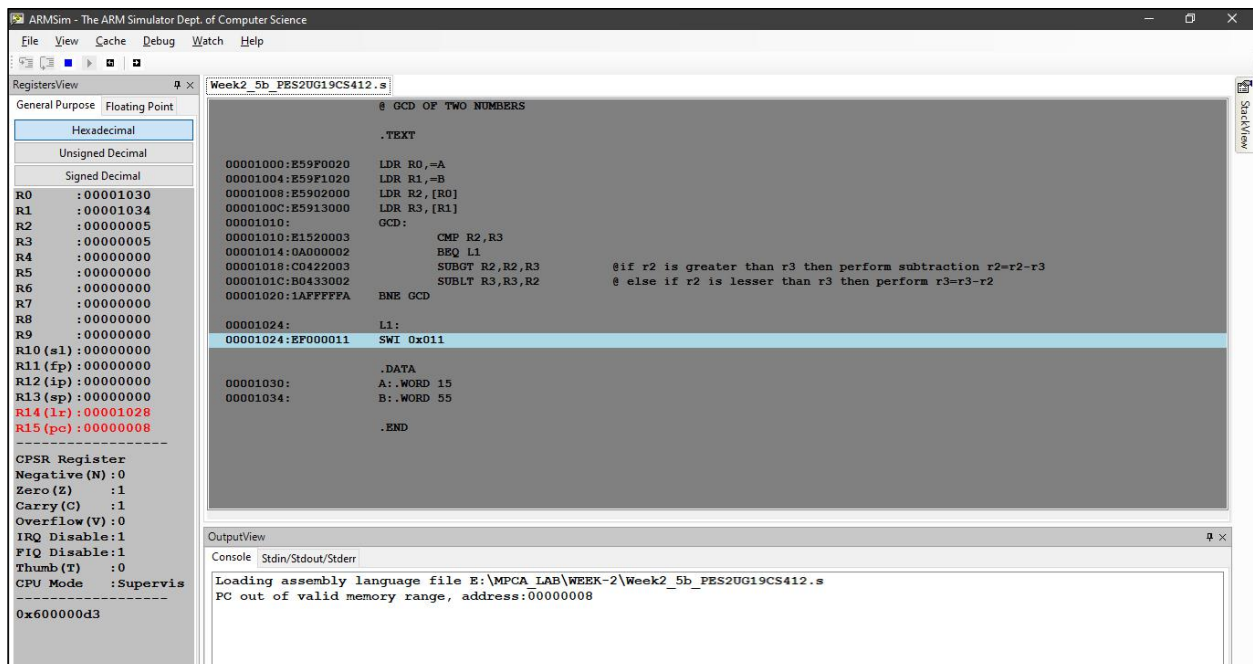 ARMSim - The ARM Simulator Dept. of Computer Science
File View Cache Debug Watch Help
RegistersView
General Purpose Floating Point
Hexadecimal
Unsigned Decimal
Signed Decimal
R0 :00001030
R1 :00001034
R2 :00000005
R3 :00000005
R4 :00000000
R5 :00000000
R6 :00000000
R7 :00000000
R8 :00000000
R9 :00000000
R10(sl):00000000
R11(fp):00000000
R12(ip):00000000
R13(sp):00000000
R14(lr):00001028
R15(pc):00000008
-------------------
CPSR Register
Negative(N):0
Zero(Z) :1
Carry(C) :1
Overflow(V):0
IRQ Disable:1
FIQ Disable:1
Thumb(T) :0
CPU Mode :Supervis
-------------------
0x600000d3
Week2_5b_PES2UG19CS412.s
@ GCD OF TWO NUMBERS
.TEXT
00001000:E59F0020 LDR R0,=A
00001004:E59F1020 LDR R1,=B
00001008:E5902000 LDR R2,[R0]
0000100C:E5913000 LDR R3,[R1]
00001010: GCD:
00001010:E1520003 CMP R2,R3
00001014:0A000002 BEQ L1
00001018:C0422003 SUBGT R2,R2,R3 @if r2 is greater than r3 then perform subtraction r2=r2-r3
0000101C:B0433002 SUBLT R3,R3,R2 @ else if r2 is lesser than r3 then perform r3=r3-r2
00001020:1AFFFFFA BNE GCD
00001024: L1:
00001024:EF000011 SWI 0x011
.DATA
00001030: A:.WORD 15
00001034: B:.WORD 55
.END
StackView
OutputView
Console Stdin/Stdout/Stderr
Loading assembly language file E:\MPCA LAB\WEEK-2\Week2_5b_PES2UG19CS412.s
PC out of valid memory range, address:00000008